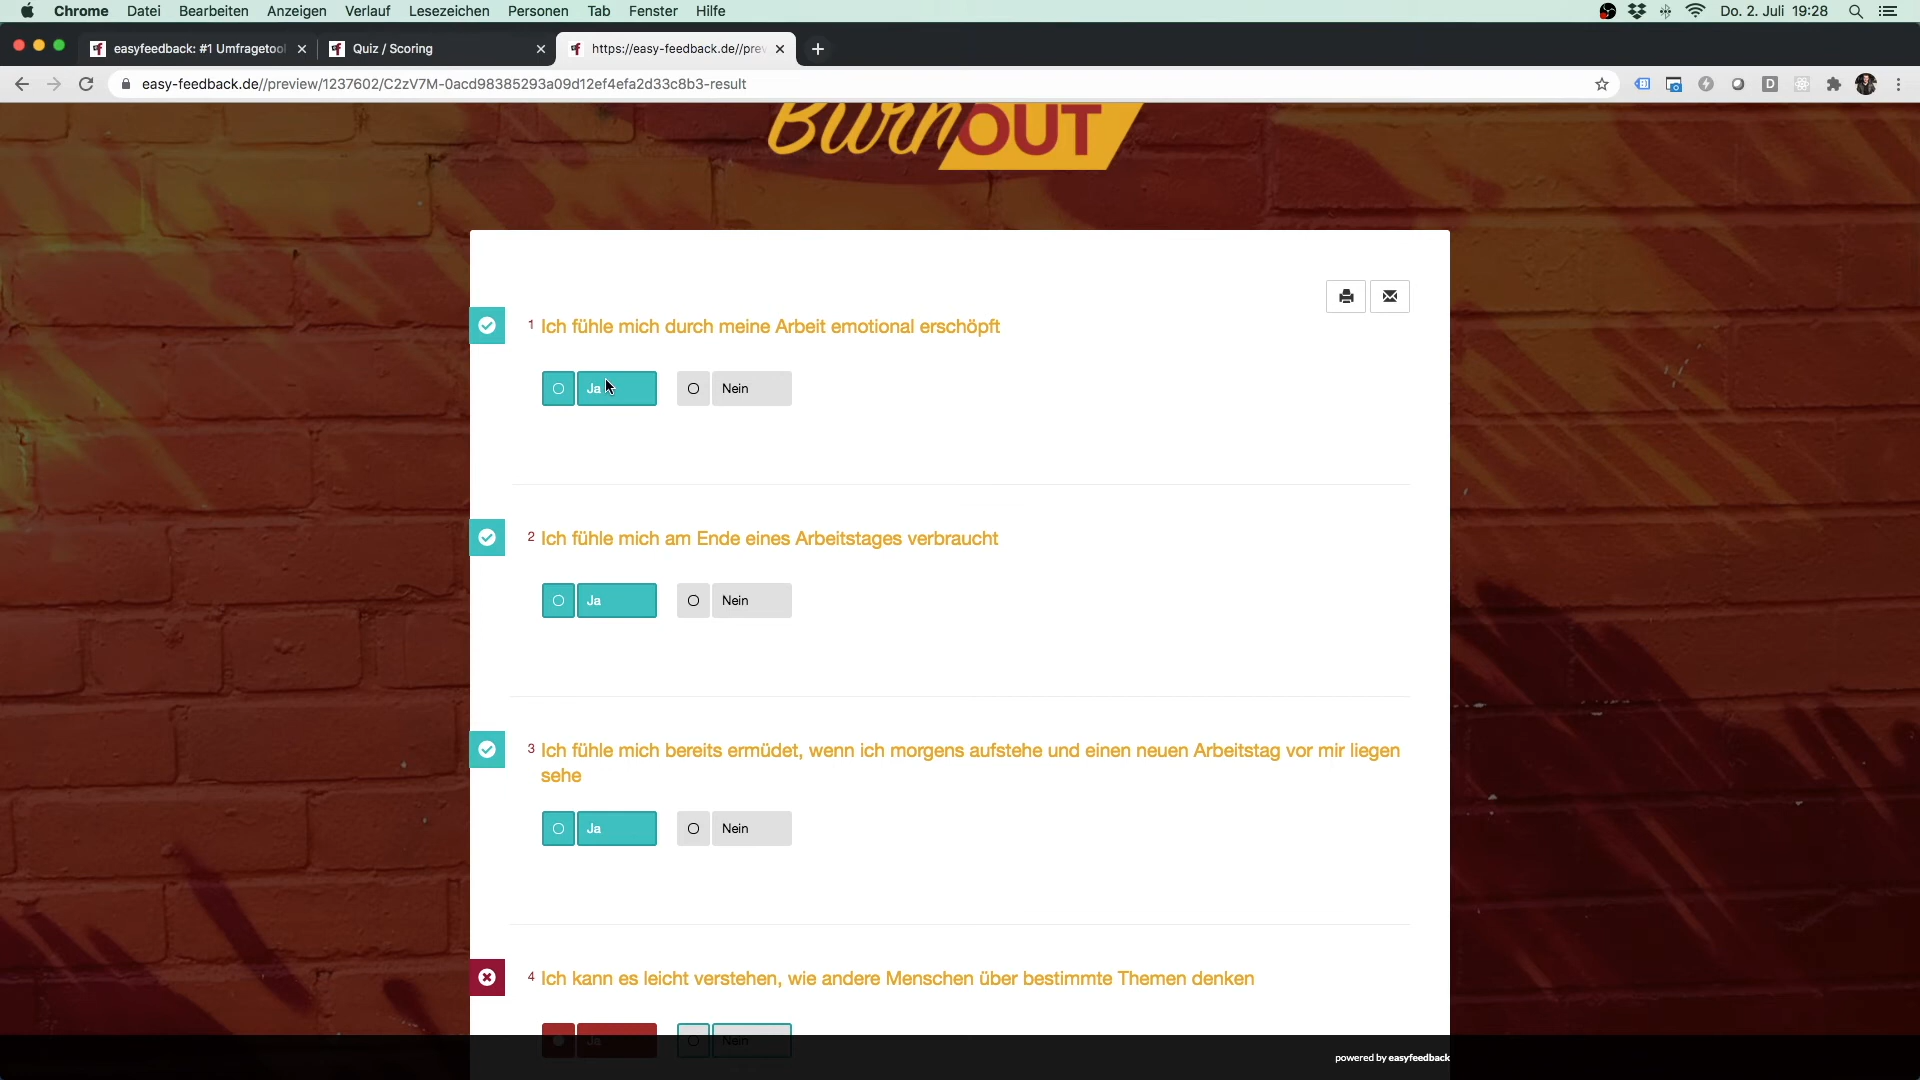 Chrome Datei Bearbeiten Anzeigen Verlauf Lesezeichen Personen Tab Fenster Hilfe Do. 2. Juli 19:28
easyfeedback: #1 Umfragetool Quiz / Scoring https://easy-feedback.de//prev
easy-feedback.de//preview/1237602/C2zV7M-0acd98385293a09d12ef4efa2d33c8b3-result
BurnOUT
1 Ich fühle mich durch meine Arbeit emotional erschöpft
Ja Nein
2 Ich fühle mich am Ende eines Arbeitstages verbraucht
Ja Nein
3 Ich fühle mich bereits ermüdet, wenn ich morgens aufstehe und einen neuen Arbeitstag vor mir liegen
sehe
Ja Nein
4 Ich kann es leicht verstehen, wie andere Menschen über bestimmte Themen denken
Ja Nein
powered by easyfeedback